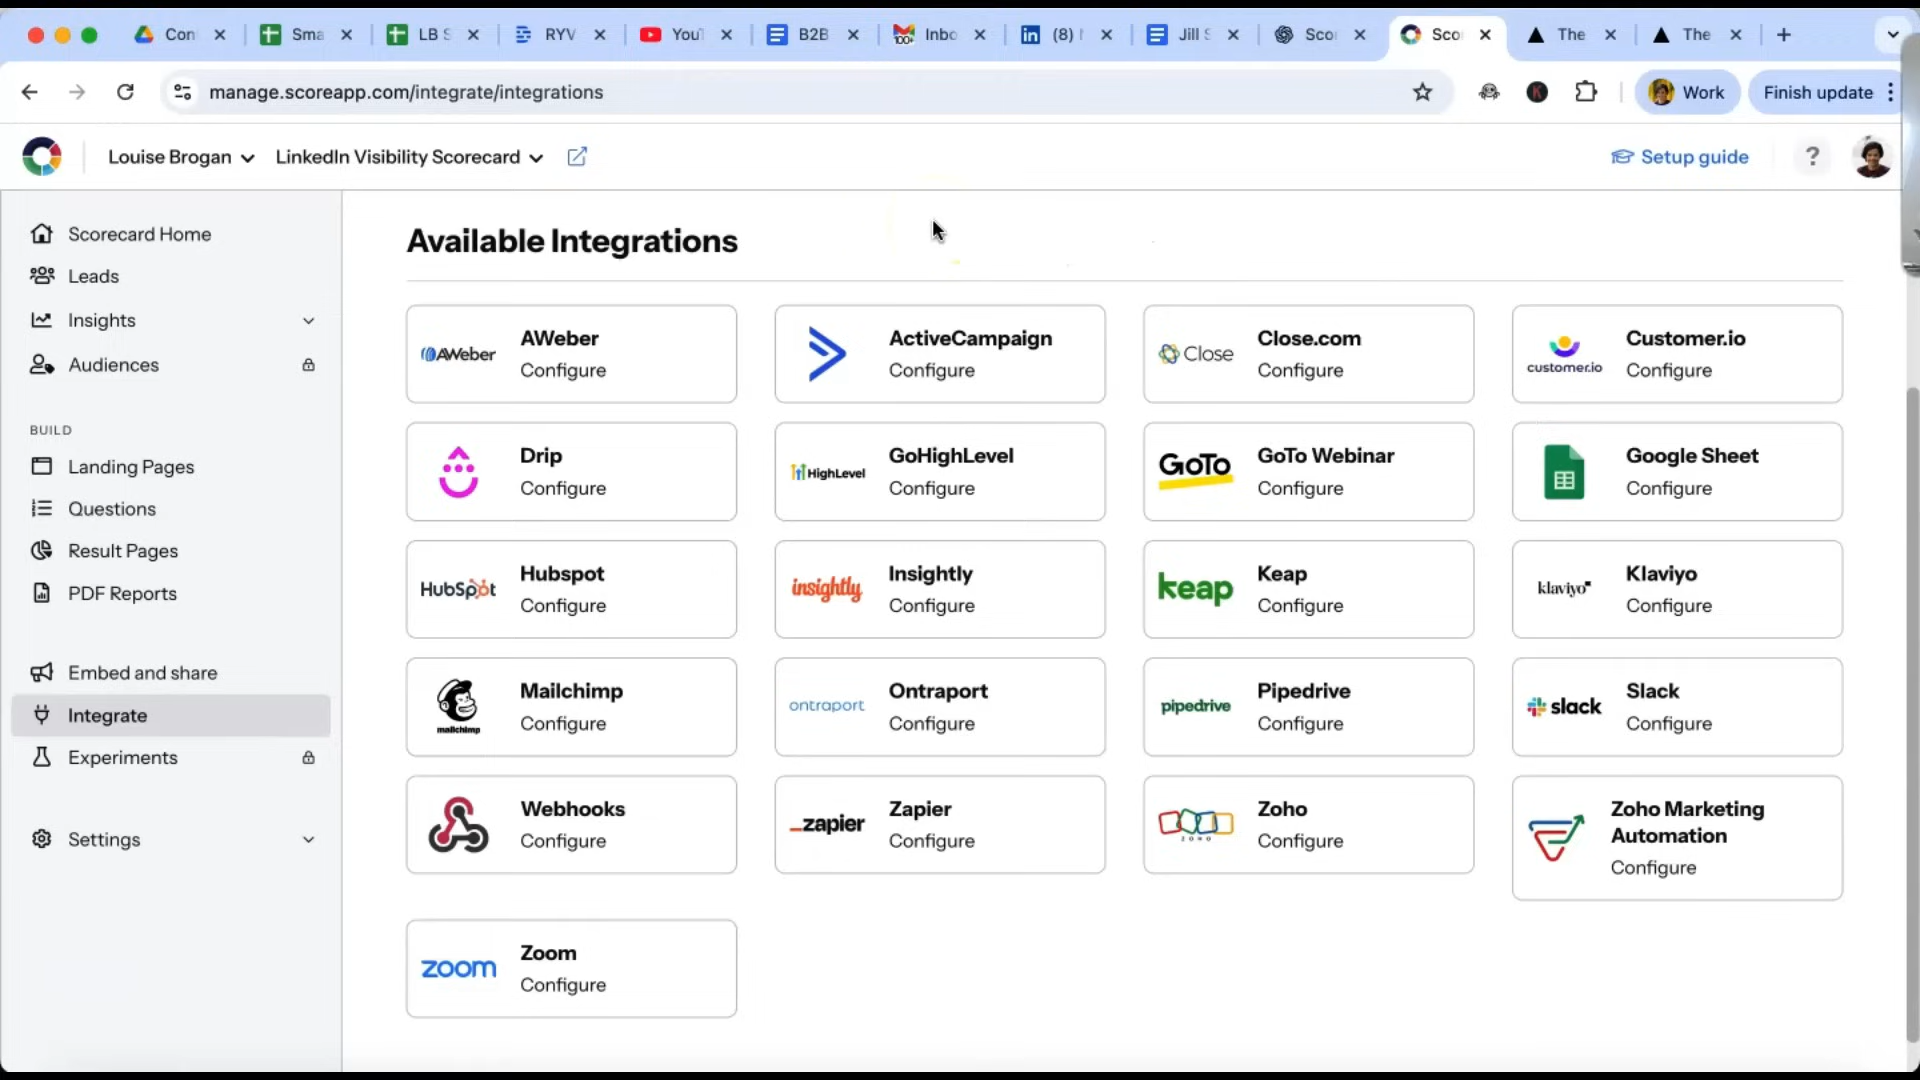 Con
Sma
LB S
RYV
You
B2B
Inbo
(8)
Jill S
Sco
Sco
The
The
manage.scoreapp.com/integrate/integrations
Work
Finish update
Louise Brogan
LinkedIn Visibility Scorecard
Setup guide
?
Scorecard Home
Leads
Insights
Audiences
BUILD
Landing Pages
Questions
Result Pages
PDF Reports
Embed and share
Integrate
Experiments
Settings
Available Integrations
AWeber
AWeber
Configure
ActiveCampaign
Configure
Close
Close.com
Configure
customer.io
Customer.io
Configure
Drip
Configure
HighLevel
GoHighLevel
Configure
GoTo
GoTo Webinar
Configure
Google Sheet
Configure
HubSpot
Hubspot
Configure
insightly
Insightly
Configure
keap
Keap
Configure
klaviyo
Klaviyo
Configure
mailchimp
Mailchimp
Configure
ontraport
Ontraport
Configure
pipedrive
Pipedrive
Configure
slack
Slack
Configure
Webhooks
Configure
zapier
Zapier
Configure
ZOHO
Zoho
Configure
Zoho Marketing
Automation
Configure
zoom
Zoom
Configure